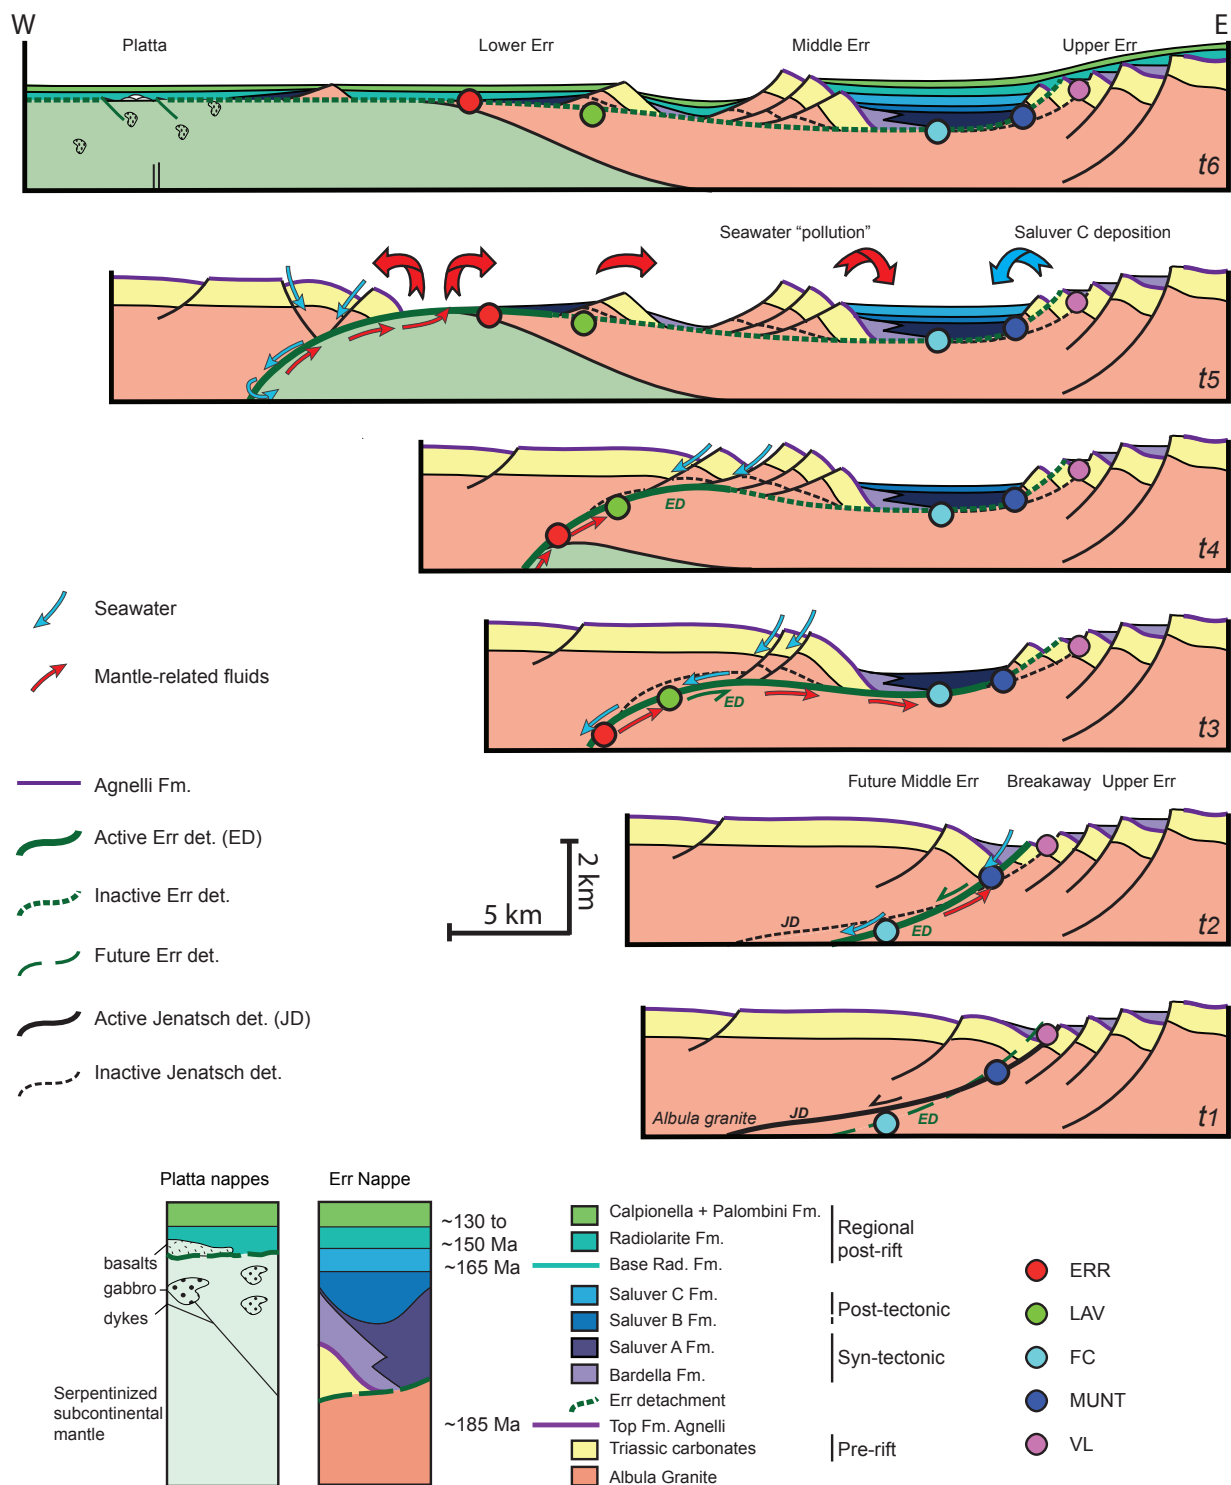 W
E
Platta
Lower Err
Middle Err
Upper Err
t6
Seawater “pollution”
Saluver C deposition
t5
ED
t4
Seawater
Mantle-related fluids
ED
t3
Agnelli Fm.
Active Err det. (ED)
Inactive Err det.
Future Err det.
Active Jenatsch det. (JD)
Inactive Jenatsch det.
5 km
2 km
Future Middle Err
Breakaway
Upper Err
JD
ED
t2
Albula granite
JD
ED
t1
Platta nappes
Err Nappe
basalts
gabbro
dykes
Serpentinized
subcontinental
mantle
~130 to
~150 Ma
~165 Ma
~185 Ma
Calpionella + Palombini Fm.
Radiolarite Fm.
Base Rad. Fm.
Saluver C Fm.
Saluver B Fm.
Saluver A Fm.
Bardella Fm.
Err detachment
Top Fm. Agnelli
Triassic carbonates
Albula Granite
Regional
post-rift
Post-tectonic
Syn-tectonic
Pre-rift
ERR
LAV
FC
MUNT
VL